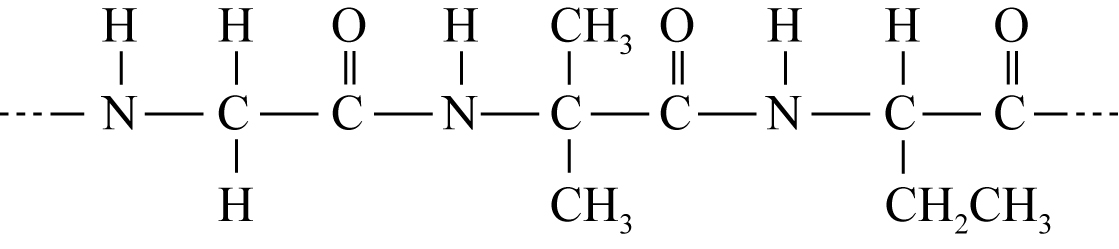 H H O H CH₃ O H H O
N C C N C C N C C
H CH₃ CH₂CH₃